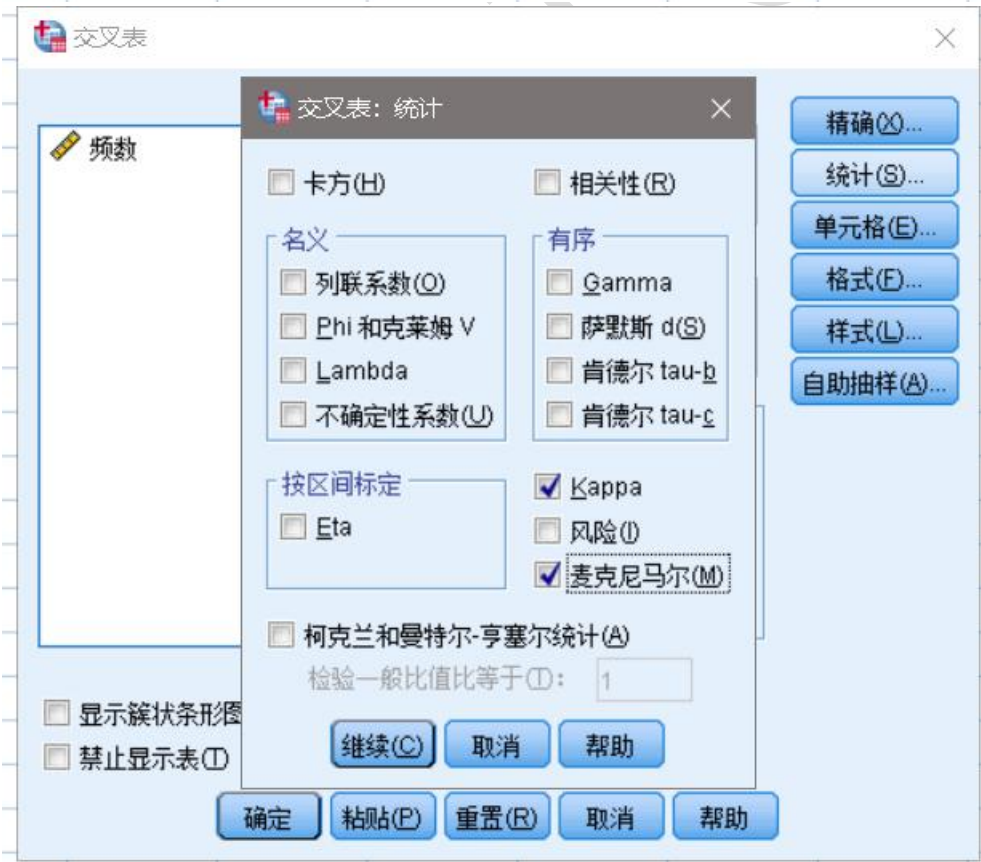 交叉表
交叉表：统计
频数
卡方(H)
相关性(R)
名义
列联系数(O)
Phi 和克莱姆 V
Lambda
不确定性系数(U)
有序
Gamma
萨默斯 d(S)
肯德尔 tau-b
肯德尔 tau-c
按区间标定
Eta
Kappa
风险(I)
麦克尼马尔(M)
柯克兰和曼特尔-亨塞尔统计(A)
检验一般比值比等于(T)： 1
继续(C) 取消 帮助
精确(X)...
统计(S)...
单元格(E)...
格式(F)...
样式(L)...
自助抽样(A)...
显示簇状条形图
禁止显示表(T)
确定 粘贴(P) 重置(R) 取消 帮助